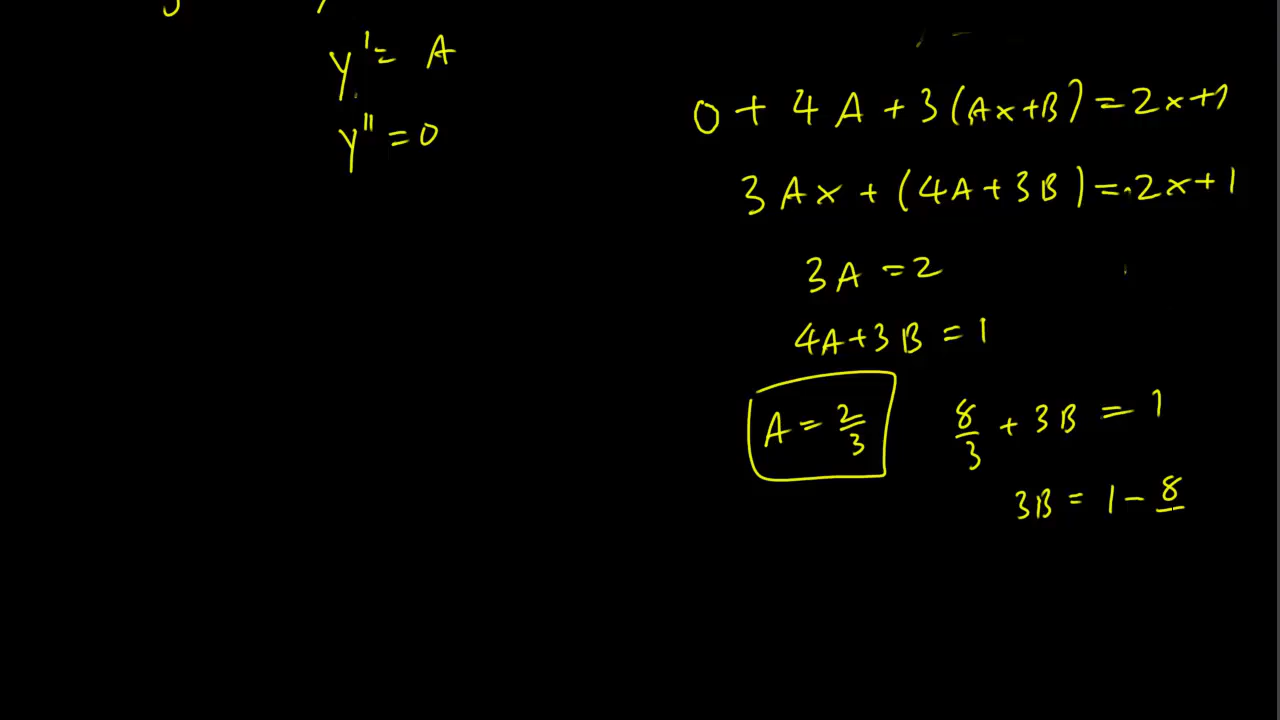 y' = A
y'' = 0
0 + 4A + 3(Ax+B) = 2x+1
3Ax + (4A+3B) = 2x+1
3A = 2
4A+3B = 1
A = 2/3
8/3 + 3B = 1
3B = 1 - 8